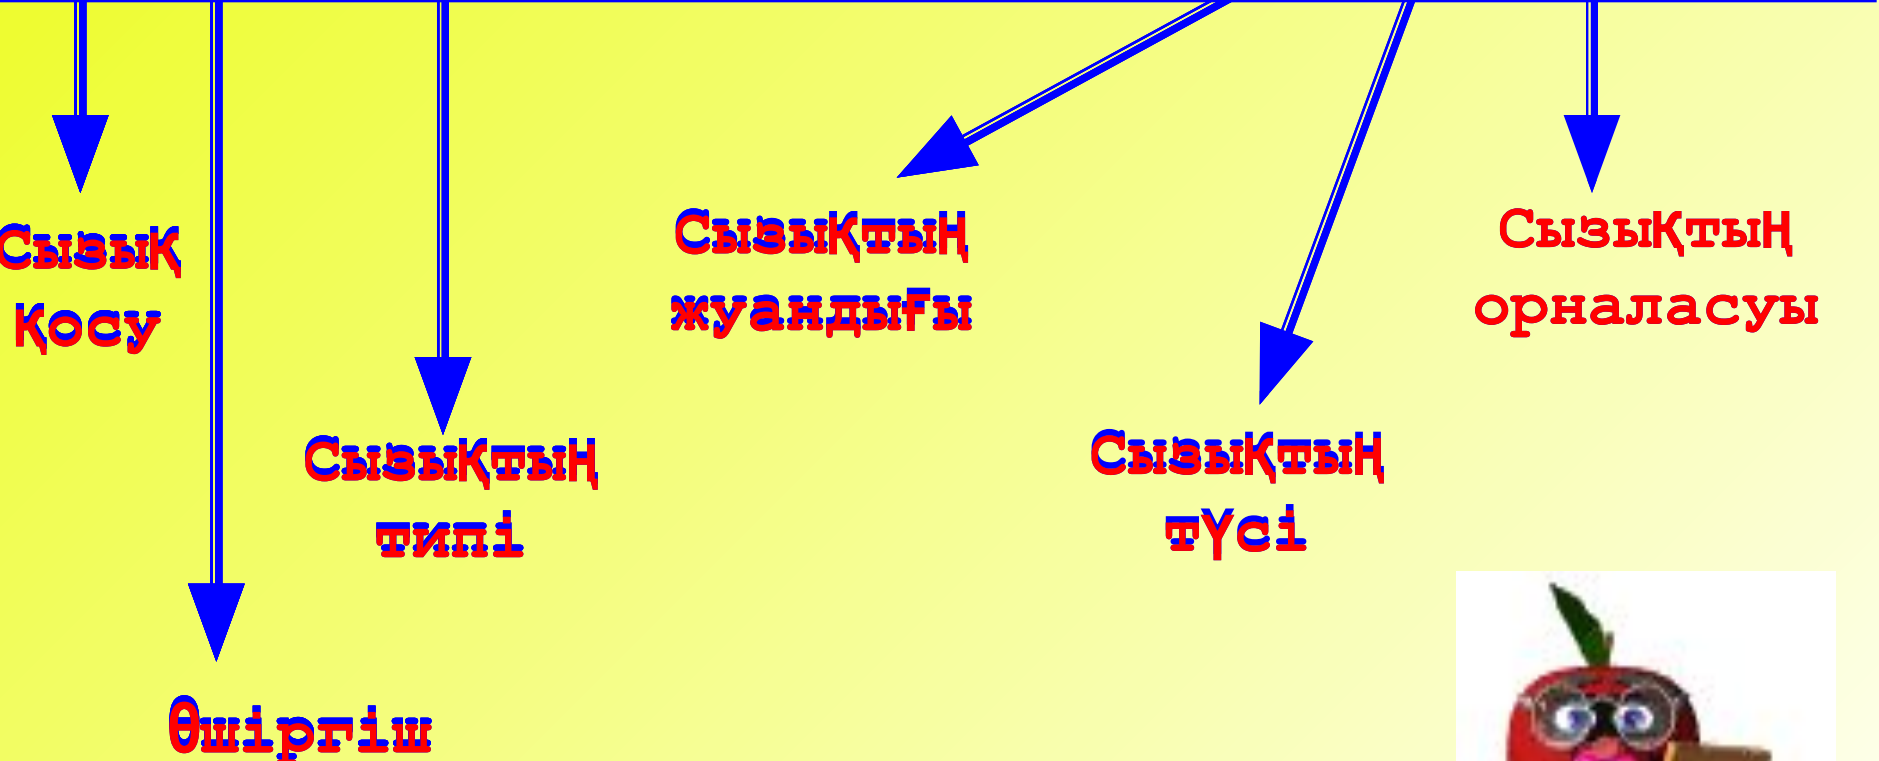 Сызық
қосу
Өшіргіш
Сызықтың
типі
Сызықтың
жуандығы
Сызықтың
түсі
Сызықтың
орналасуы